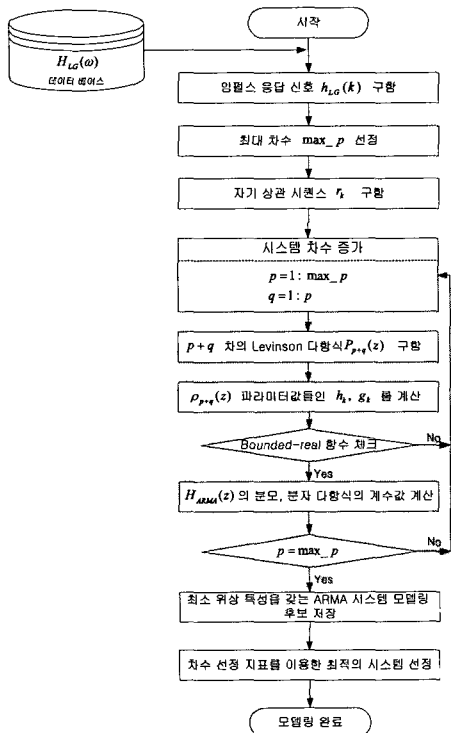 시작
H_LG(ω)
데이터 베이스
임펄스 응답 신호 h_LG(k) 구함
최대 차수 max_ p 선정
자기 상관 시퀀스 r_k 구함
시스템 차수 증가
p=1: max_ p
q=1: p
p+q 차의 Levinson 다항식 P_p+q(z) 구함
ρ_p+q(z) 파라미터값들인 h_k, g_k 를 계산
Bounded-real 함수 체크
No
Yes
H_ARMA(z)의 분모, 분자 다항식의 계수값 계산
p=max_ p
No
Yes
최소 위상 특성을 갖는 ARMA 시스템 모델링
후보 저장
차수 선정 지표를 이용한 최적의 시스템 선정
모델링 완료